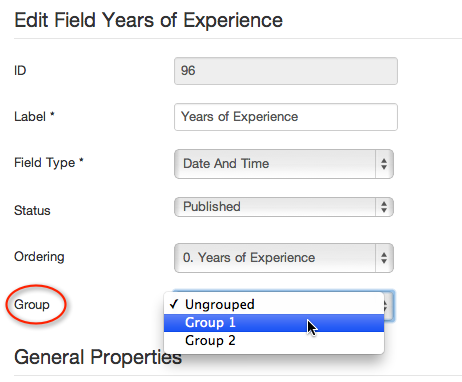 Edit Field Years of Experience
ID 96
Label * Years of Experience
Field Type * Date And Time
Status Published
Ordering 0. Years of Experience
Group ✓ Ungrouped
Group 1
Group 2
General Properties